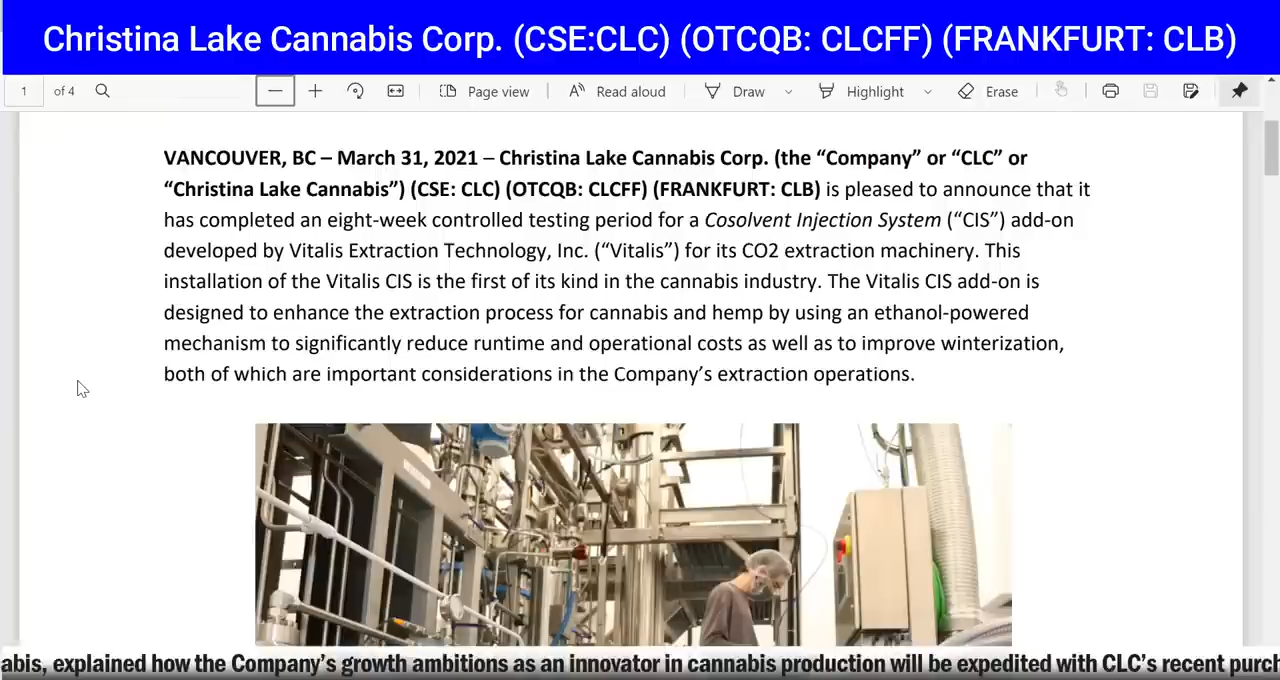 Christina Lake Cannabis Corp. (CSE:CLC) (OTCQB: CLCFF) (FRANKFURT: CLB)
1 of 4 Page view Read aloud Draw Highlight Erase
VANCOUVER, BC – March 31, 2021 – Christina Lake Cannabis Corp. (the “Company” or “CLC” or
“Christina Lake Cannabis”) (CSE: CLC) (OTCQB: CLCFF) (FRANKFURT: CLB) is pleased to announce that it
has completed an eight-week controlled testing period for a Cosolvent Injection System (“CIS”) add-on
developed by Vitalis Extraction Technology, Inc. (“Vitalis”) for its CO2 extraction machinery. This
installation of the Vitalis CIS is the first of its kind in the cannabis industry. The Vitalis CIS add-on is
designed to enhance the extraction process for cannabis and hemp by using an ethanol-powered
mechanism to significantly reduce runtime and operational costs as well as to improve winterization,
both of which are important considerations in the Company’s extraction operations.
abis, explained how the Company’s growth ambitions as an innovator in cannabis production will be expedited with CLC’s recent purch